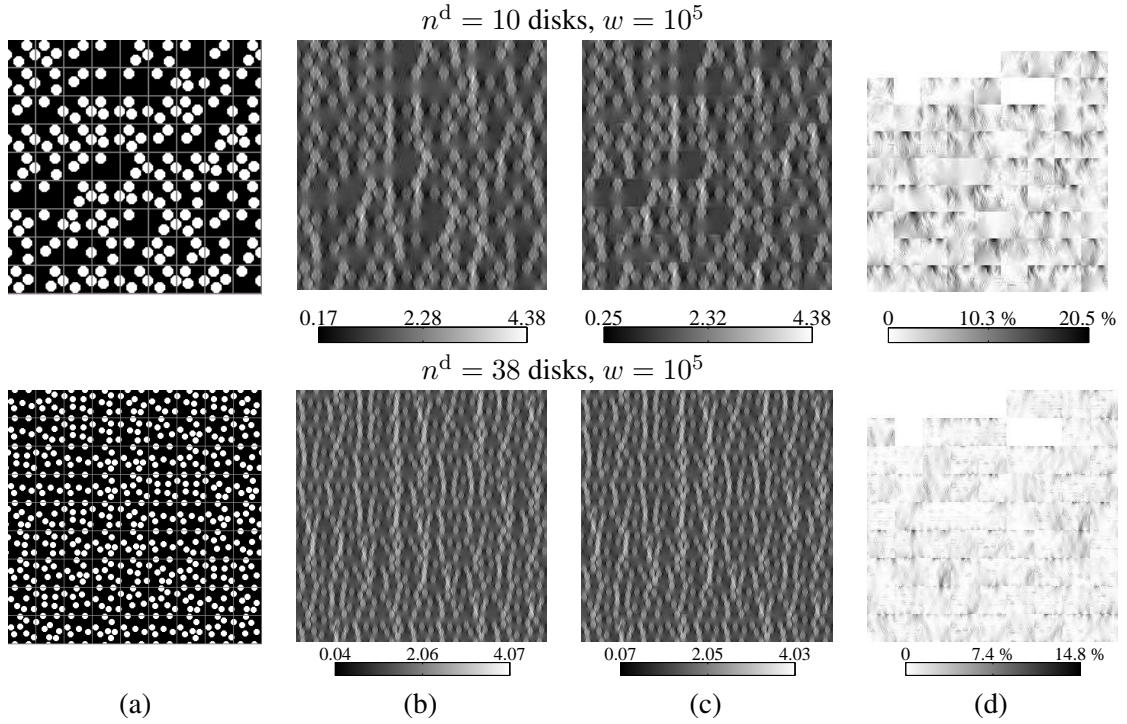 n^d = 10 disks, w = 10^5
0.17 2.28 4.38 0.25 2.32 4.38 0 10.3 % 20.5 %
n^d = 38 disks, w = 10^5
0.04 2.06 4.07 0.07 2.05 4.03 0 7.4 % 14.8 %
(a) (b) (c) (d)